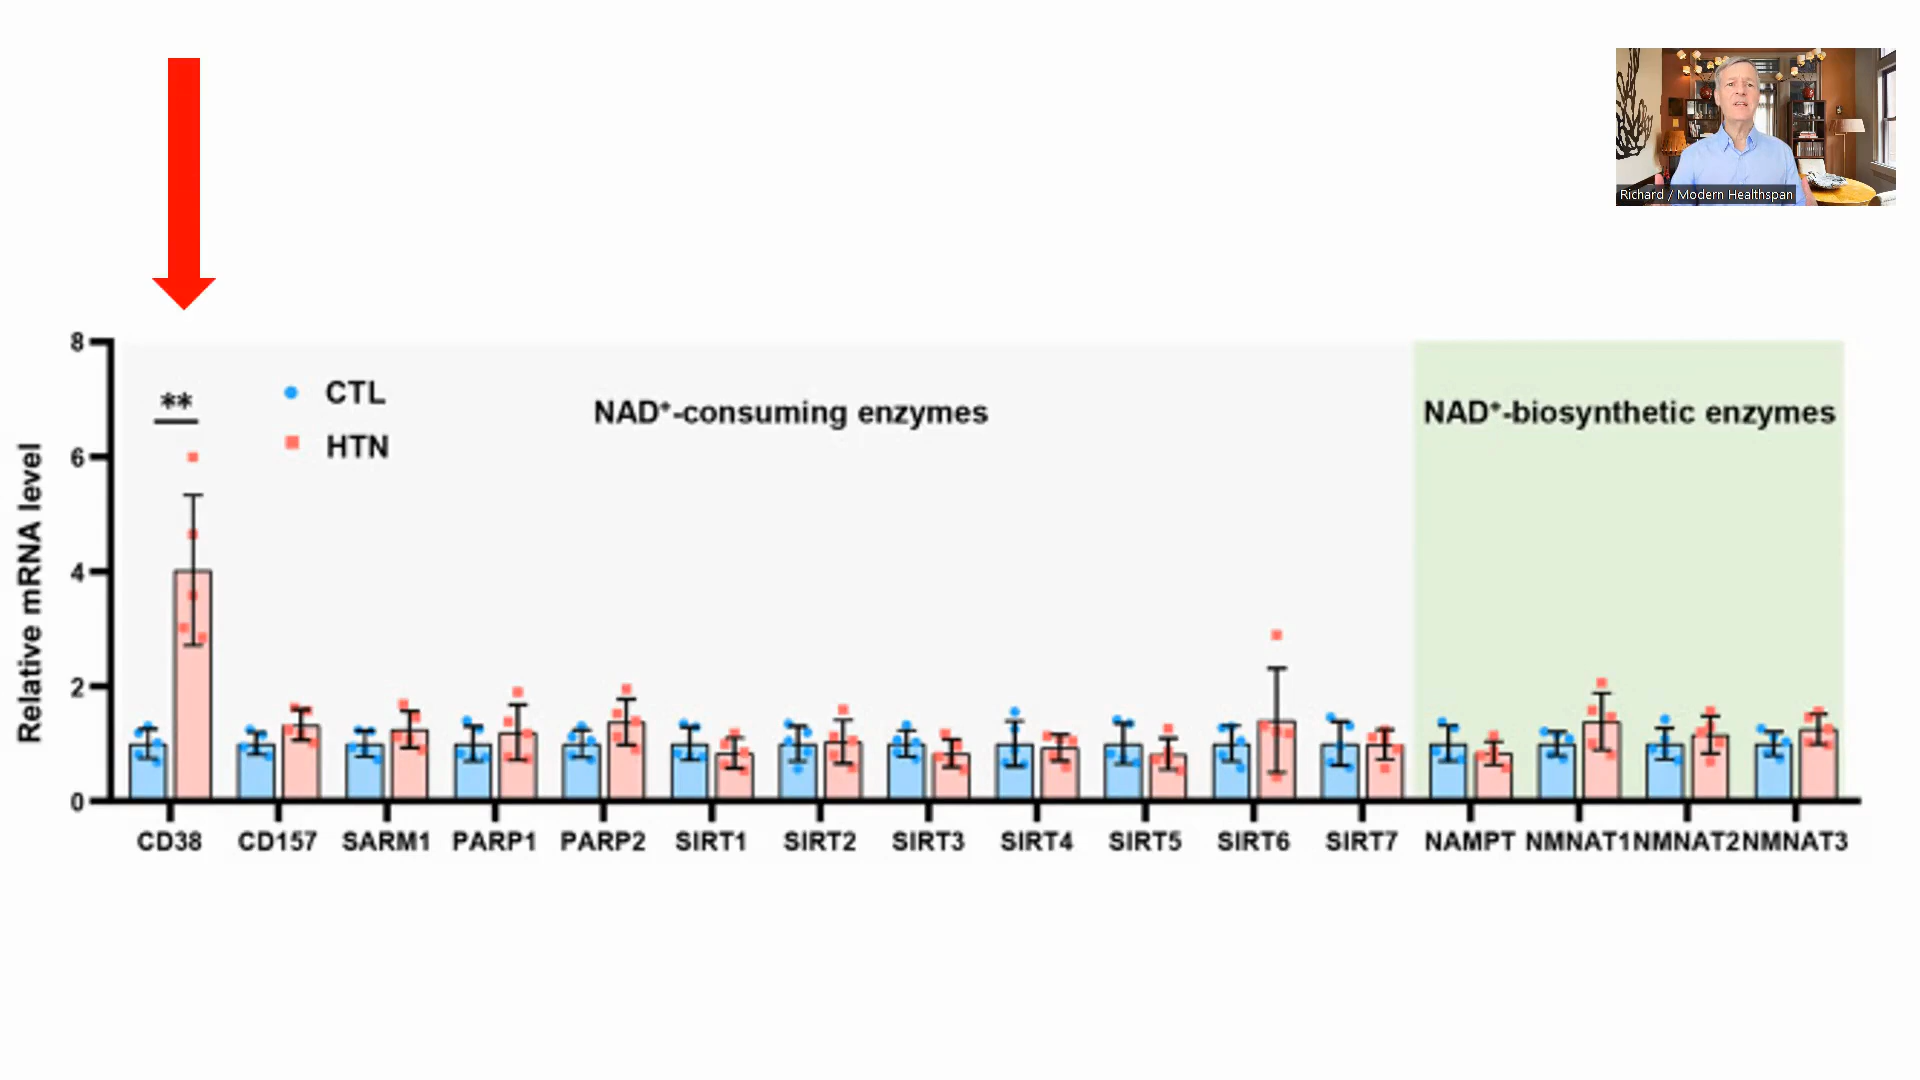 Richard / Modern Healthspan
8
6
4
2
0
Relative mRNA level
**
CTL
HTN
NAD⁺-consuming enzymes
NAD⁺-biosynthetic enzymes
CD38 CD157 SARM1 PARP1 PARP2 SIRT1 SIRT2 SIRT3 SIRT4 SIRT5 SIRT6 SIRT7 NAMPT NMNAT1 NMNAT2 NMNAT3